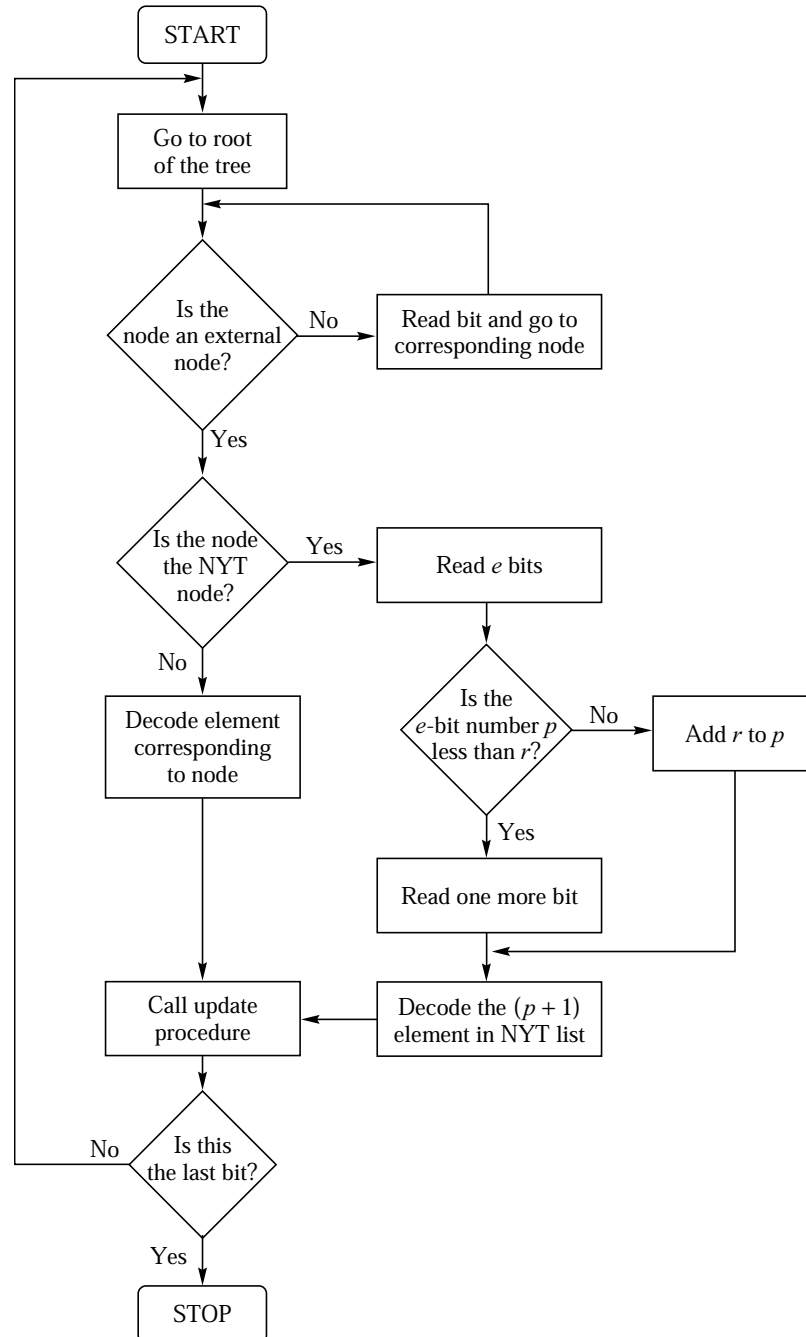 START
Go to root
of the tree
Is the
node an external
node?
No
Read bit and go to
corresponding node
Yes
Is the node
the NYT
node?
Yes
Read e bits
No
Decode element
corresponding
to node
Is the
e-bit number p
less than r?
No
Add r to p
Yes
Read one more bit
Call update
procedure
Decode the (p + 1)
element in NYT list
Is this
the last bit?
No
Yes
STOP